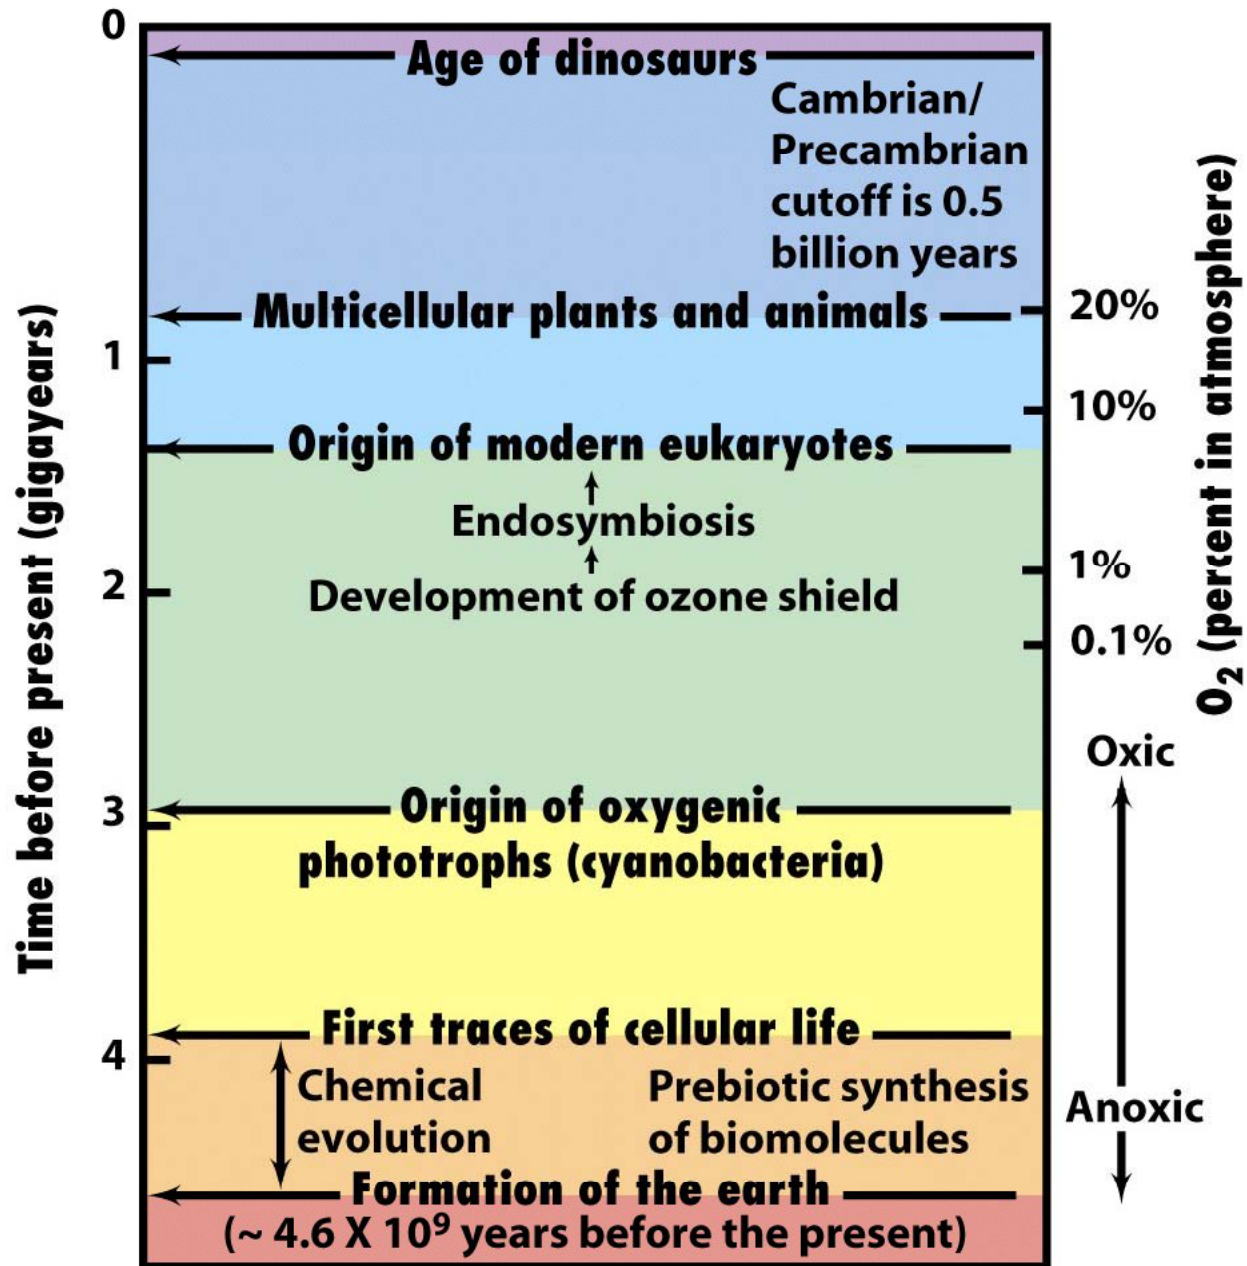 0
Age of dinosaurs
Cambrian/
Precambrian
cutoff is 0.5
billion years
Multicellular plants and animals
20%
1
10%
Origin of modern eukaryotes
Endosymbiosis
1%
2
Development of ozone shield
0.1%
Oxic
Origin of oxygenic
3
phototrophs (cyanobacteria)
First traces of cellular life
4
Chemical
evolution
Prebiotic synthesis
of biomolecules
Anoxic
Formation of the earth
(~ 4.6 X 10⁹ years before the present)
Time before present (gigayears)
O₂ (percent in atmosphere)